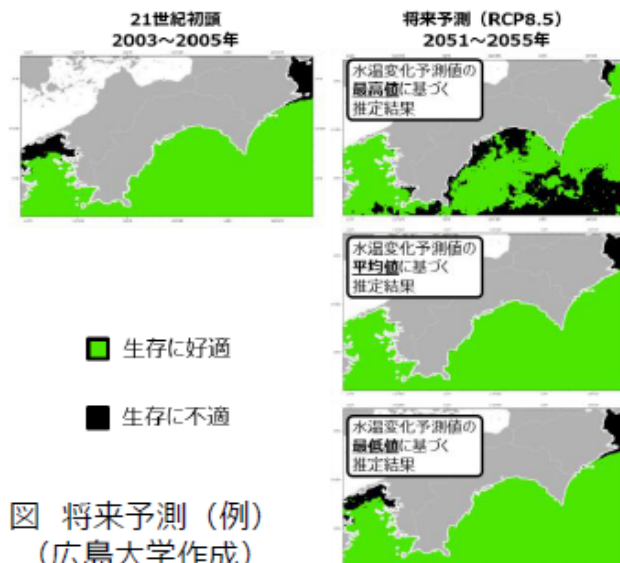 21世紀初頭
2003～2005年
将来予測（RCP8.5）
2051～2055年
水温変化予測値の
最高値に基づく
推定結果
水温変化予測値の
平均値に基づく
推定結果
水温変化予測値の
最低値に基づく
推定結果
生存に好適
生存に不適
図 将来予測（例）
（広島大学作成）